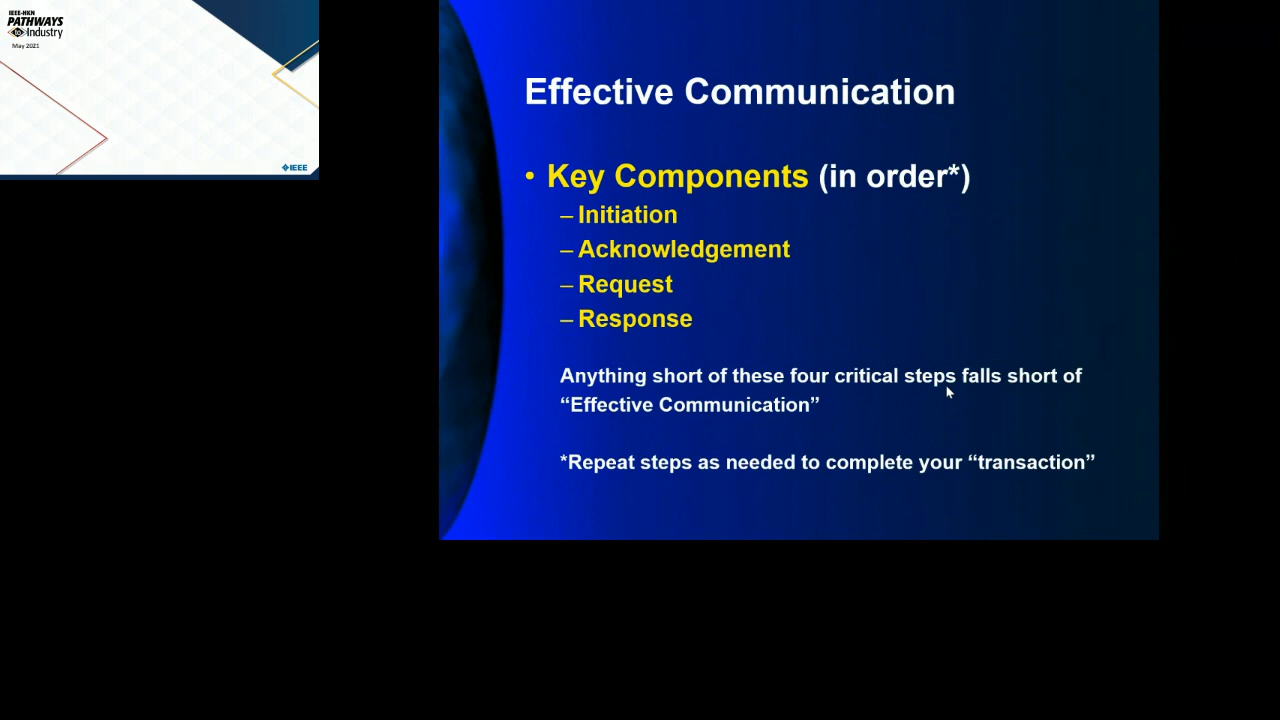 IEEE-HKN
PATHWAYS
to Industry
May 2021
IEEE
Effective Communication
• Key Components (in order*)
– Initiation
– Acknowledgement
– Request
– Response
Anything short of these four critical steps falls short of
“Effective Communication”
*Repeat steps as needed to complete your “transaction”